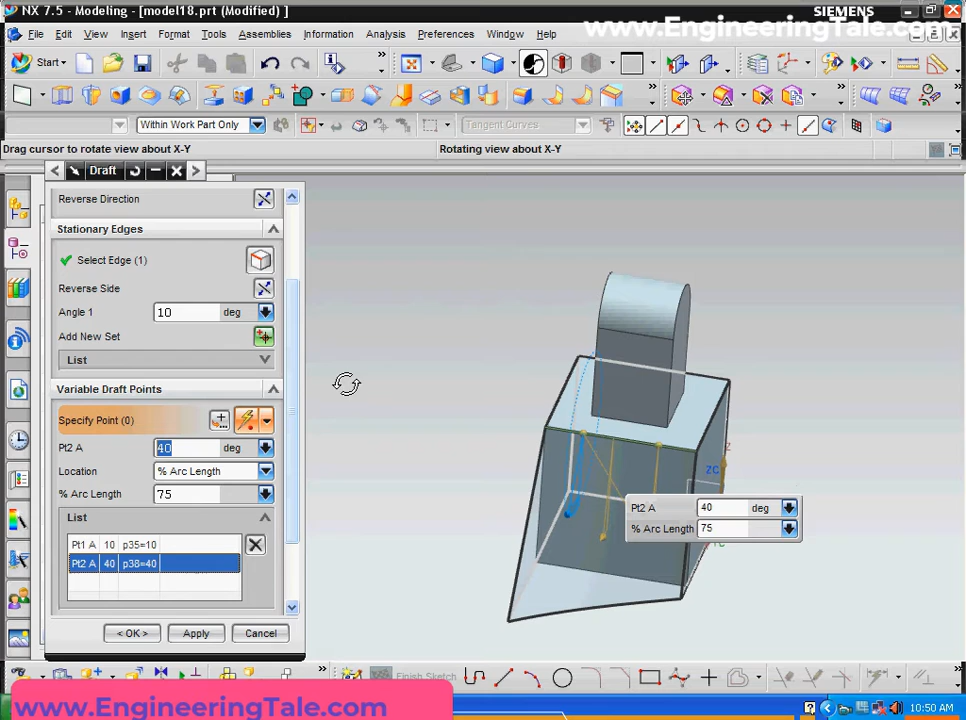 NX 7.5 - Modeling - [model18.prt (Modified) ]
SIEMENS
www.EngineeringTale.com
File Edit View Insert Format Tools Assemblies Information Analysis Preferences Window Help
Start
Within Work Part Only
Tangent Curves
Drag cursor to rotate view about X-Y
Rotating view about X-Y
Draft
Reverse Direction
Stationary Edges
Select Edge (1)
Reverse Side
Angle 1 10 deg
Add New Set
List
Variable Draft Points
Specify Point (0)
Pt2 A 40 deg
Location % Arc Length
% Arc Length 75
List
Pt1 A 10 p35=10
Pt2 A 40 p38=40
< OK > Apply Cancel
Z
ZC
Pt2 A 40 deg
% Arc Length 75
Finish Sketch
www.EngineeringTale.com
10:50 AM